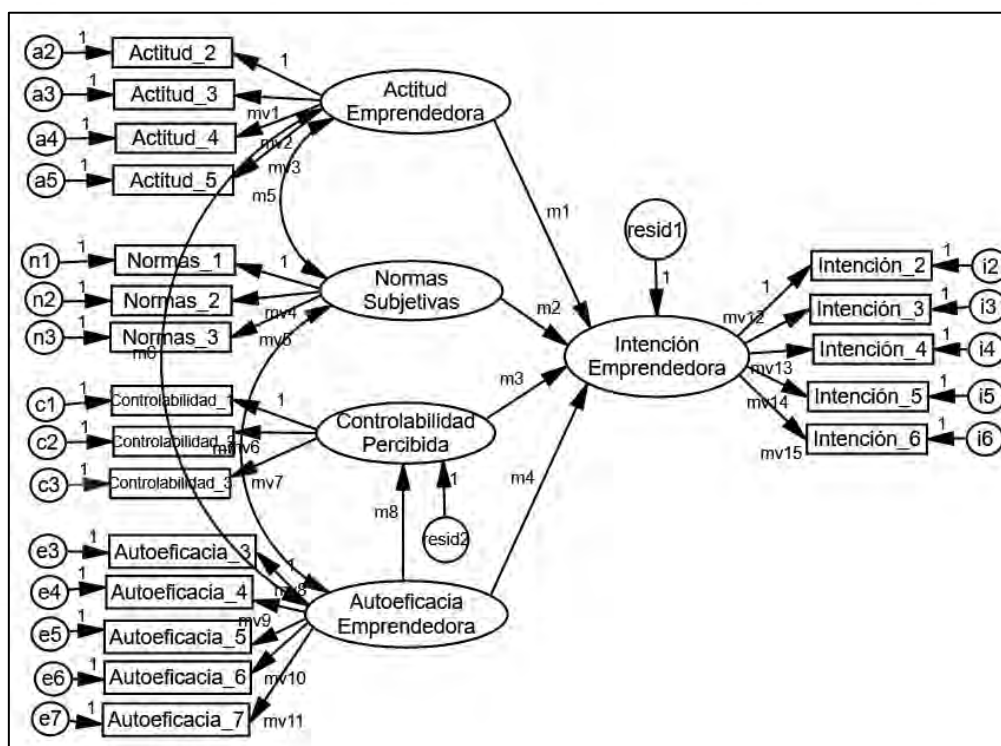 a2
1
Actitud_2
a3
1
Actitud_3
a4
1
Actitud_4
a5
1
Actitud_5
1
mv1
mv2
mv3
Actitud
Emprendedora
m5
m1
n1
1
Normas_1
n2
1
Normas_2
n3
1
Normas_3
1
mv4
mv5
m6
Normas
Subjetivas
m2
resid1
1
Intención
Emprendedora
1
mv12
mv13
mv14
mv15
Intención_2
1
i2
Intención_3
1
i3
Intención_4
1
i4
Intención_5
1
i5
Intención_6
1
i6
c1
1
Controlabilidad_1
c2
1
Controlabilidad_2
c3
1
Controlabilidad_3
1
mv6
mv7
Controlabilidad
Percibida
m3
m4
m8
1
resid2
e3
1
Autoeficacia_3
e4
1
Autoeficacia_4
e5
1
Autoeficacia_5
e6
1
Autoeficacia_6
e7
1
Autoeficacia_7
1
mv8
mv9
mv10
mv11
Autoeficacia
Emprendedora